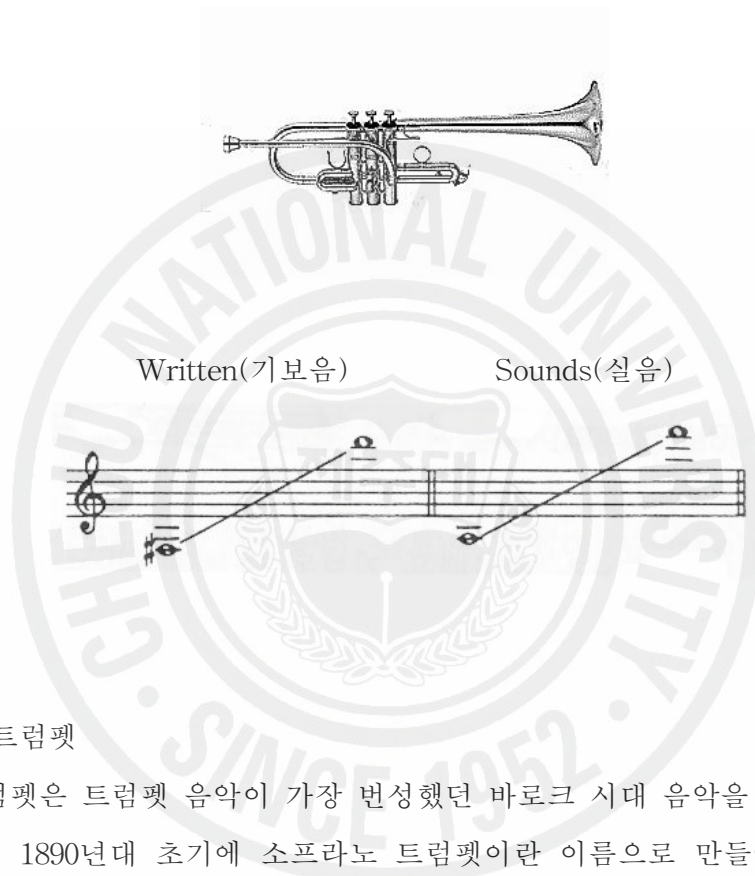 Written(기보음) Sounds(실음)
트럼펫
펫은 트럼펫 음악이 가장 번성했던 바로크 시대 음악을
1890년대 초기에 소프라노 트럼펫이란 이름으로 만들
CHEJU NATIONAL UNIVERSITY
제주대
SINCE 1952